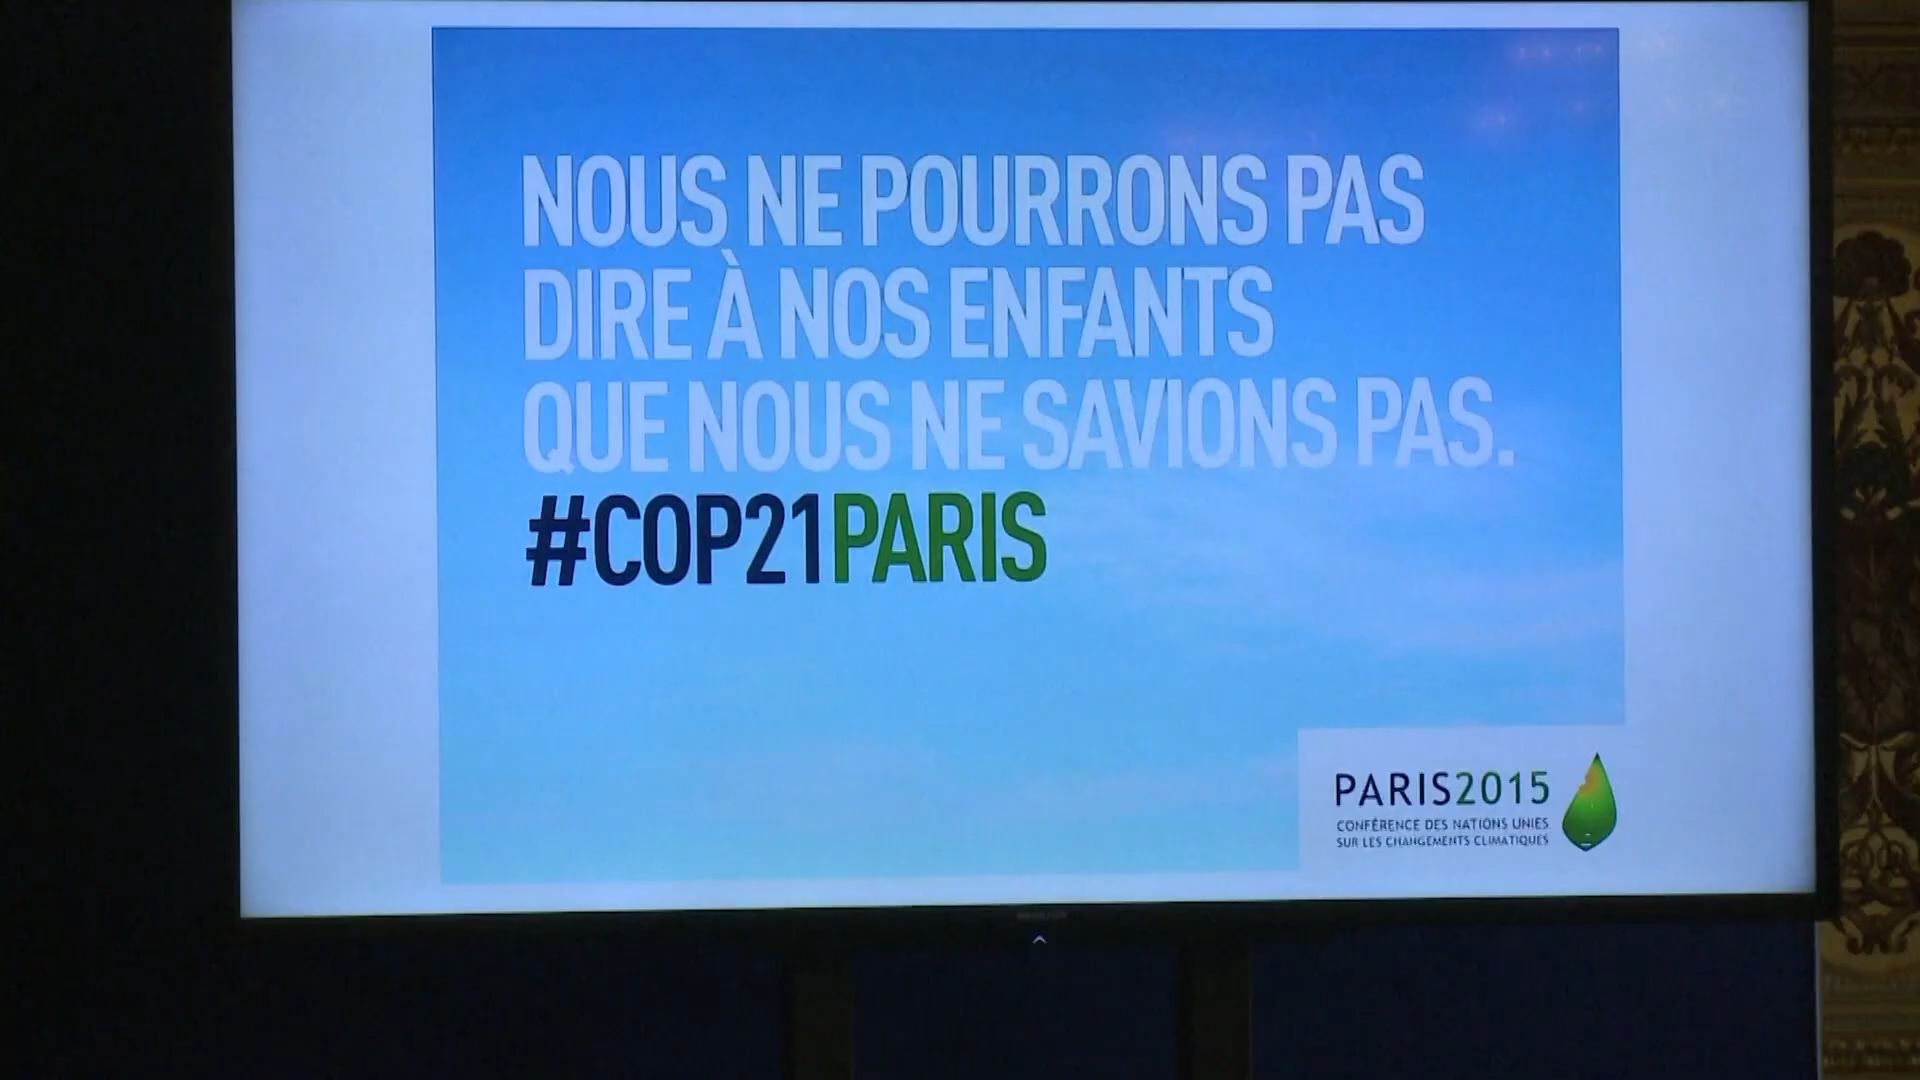 NOUS NE POURRONS PAS
DIRE À NOS ENFANTS
QUE NOUS NE SAVIONS PAS.
#COP21PARIS
PARIS2015
CONFÉRENCE DES NATIONS UNIES
SUR LES CHANGEMENTS CLIMATIQUES